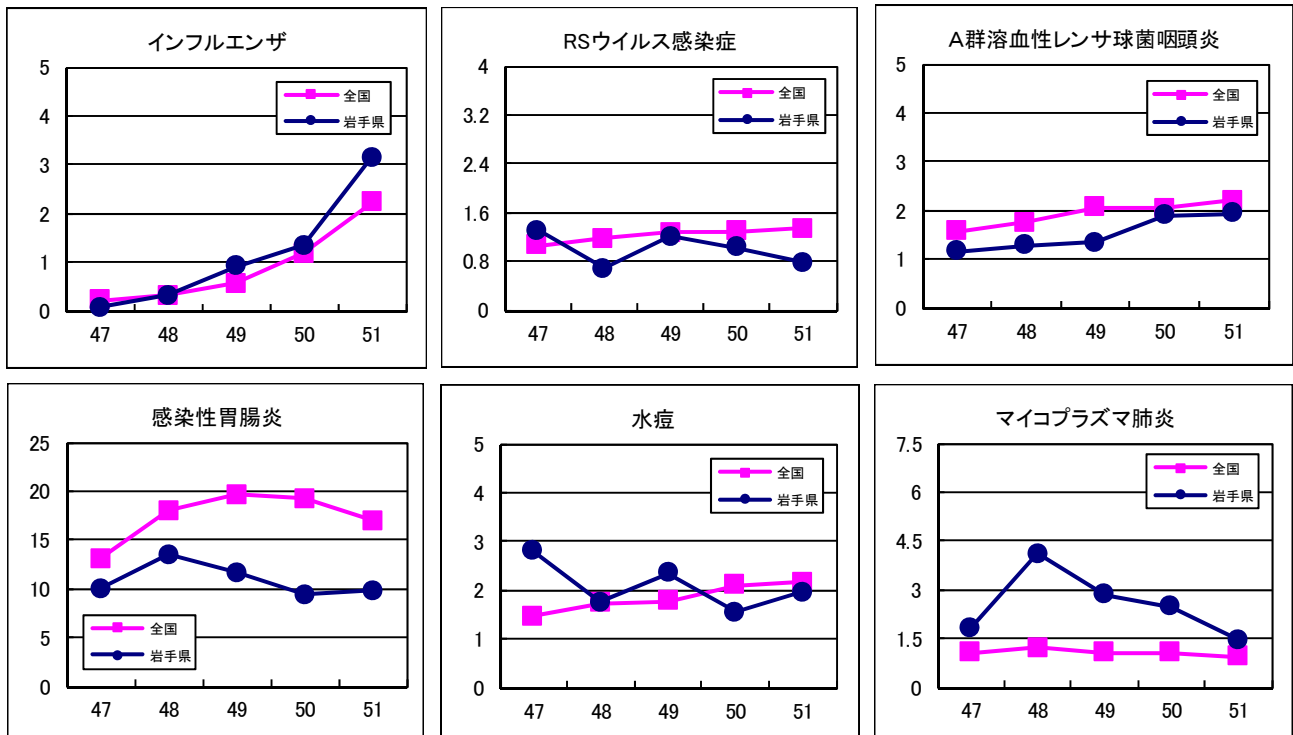 インフルエンザ
5
4
3
2
1
0
47 48 49 50 51
全国
岩手県
RSウイルス感染症
4
3.2
2.4
1.6
0.8
0
47 48 49 50 51
全国
岩手県
A群溶血性レンサ球菌咽頭炎
5
4
3
2
1
0
47 48 49 50 51
全国
岩手県
感染性胃腸炎
25
20
15
10
5
0
47 48 49 50 51
全国
岩手県
水痘
5
4
3
2
1
0
47 48 49 50 51
全国
岩手県
マイコプラズマ肺炎
7.5
6
4.5
3
1.5
0
47 48 49 50 51
全国
岩手県